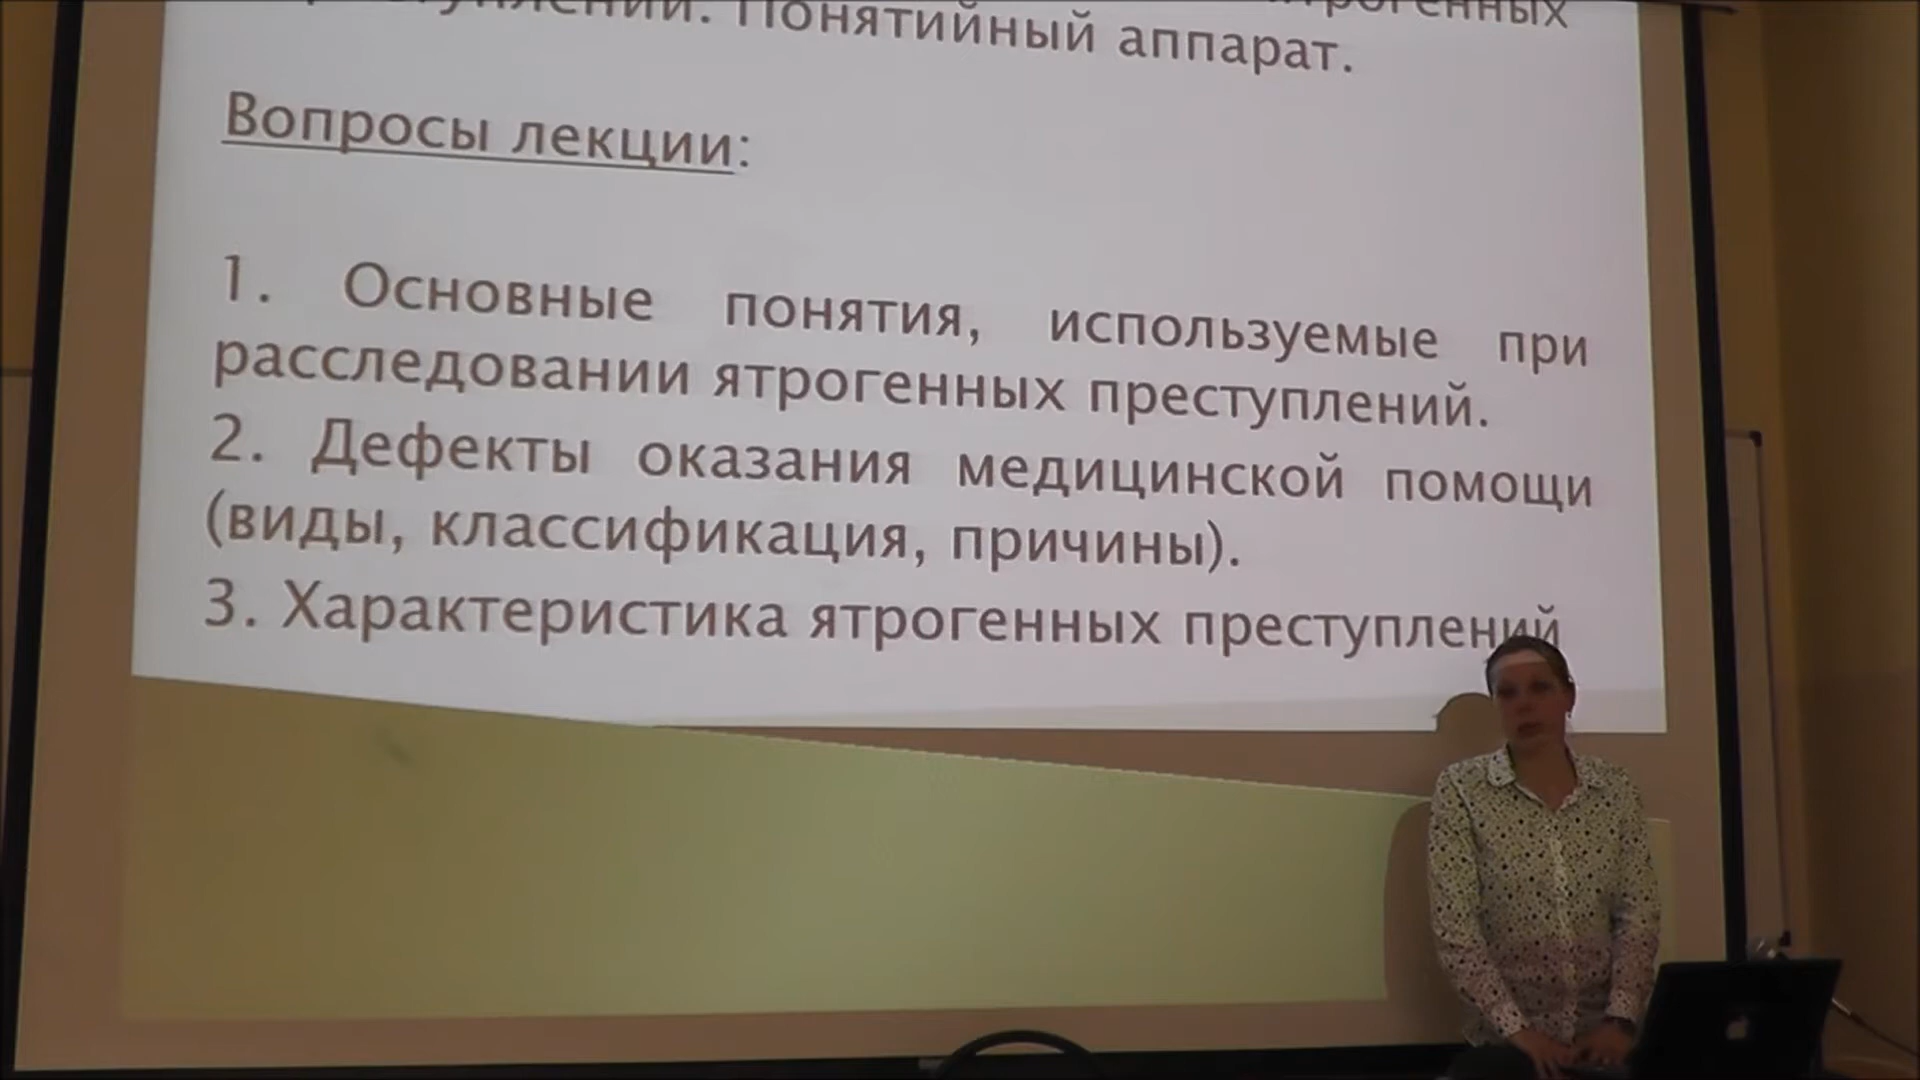 преступлений. Понятийный аппарат.
Вопросы лекции:
1. Основные понятия, используемые при
расследовании ятрогенных преступлений.
2. Дефекты оказания медицинской помощи
(виды, классификация, причины).
3. Характеристика ятрогенных преступлений